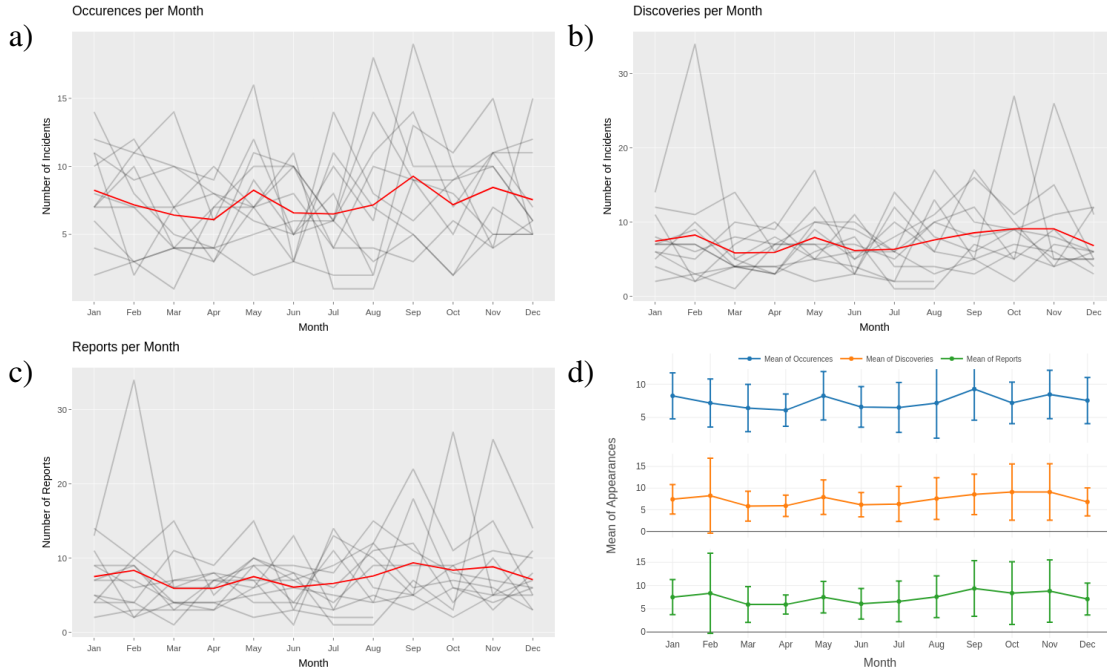 a)
Occurences per Month
Number of Incidents
15
10
5
Jan Feb Mar Apr May Jun Jul Aug Sep Oct Nov Dec
Month
b)
Discoveries per Month
Number of Incidents
30
20
10
0
Jan Feb Mar Apr May Jun Jul Aug Sep Oct Nov Dec
Month
c)
Reports per Month
Number of Reports
30
20
10
0
Jan Feb Mar Apr May Jun Jul Aug Sep Oct Nov Dec
Month
d)
Mean of Occurences Mean of Discoveries Mean of Reports
Mean of Appearances
10
5
15
10
5
0
15
10
5
0
Jan Feb Mar Apr May Jun Jul Aug Sep Oct Nov Dec
Month